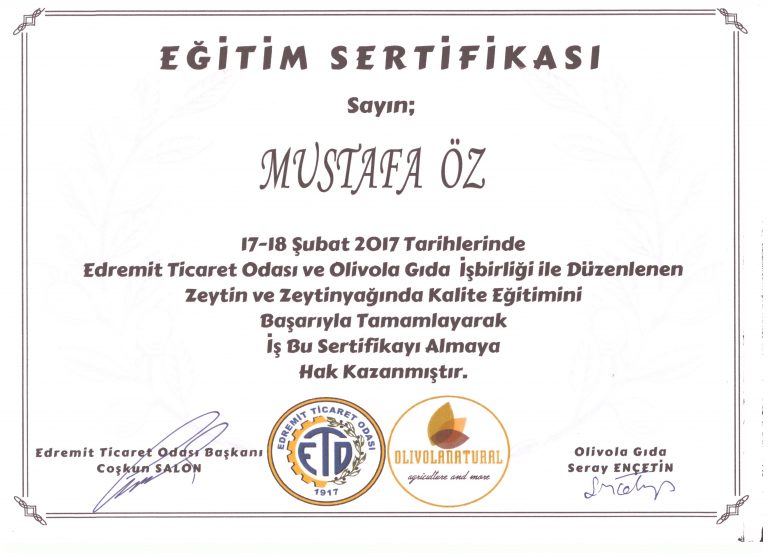 EĞİTİM SERTİFİKASI
Sayın;
MUSTAFA ÖZ
17-18 Şubat 2017 Tarihlerinde
Edremit Ticaret Odası ve Olivola Gıda İşbirliği ile Düzenlenen
Zeytin ve Zeytinyağında Kalite Eğitimini
Başarıyla Tamamlayarak
İş Bu Sertifikayı Almaya
Hak Kazanmıştır.
Edremit Ticaret Odası Başkanı
Coşkun SALON
EDREMİT TİCARET ODASI
ETO
1917
OLIVOLANATURAL
agriculture and more
Olivola Gıda
Seray ENÇETİN